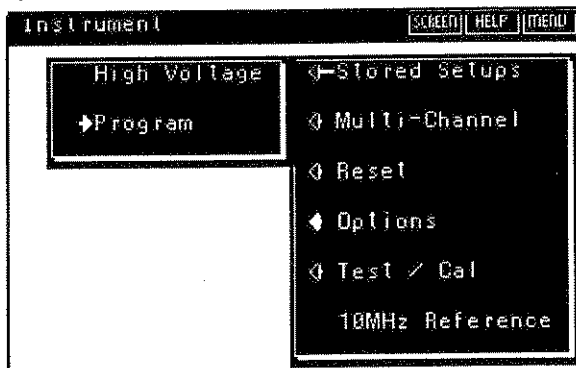 Instrument
SCREEN HELP MENU
High Voltage
Program
Stored Setups
Multi-Channel
Reset
Options
Test / Cal
10MHz Reference